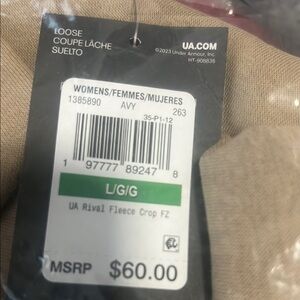 LOOSE
COUPE LÂCHE
SUELTO
UA.COM
©2023 Under Armour, Inc.
HT-908836
WOMENS/FEMMES/MUJERES
1385890 AVY 263
35-P1-12
1 97777 89247 8
L/G/G
UA Rival Fleece Crop FZ
MSRP $60.00